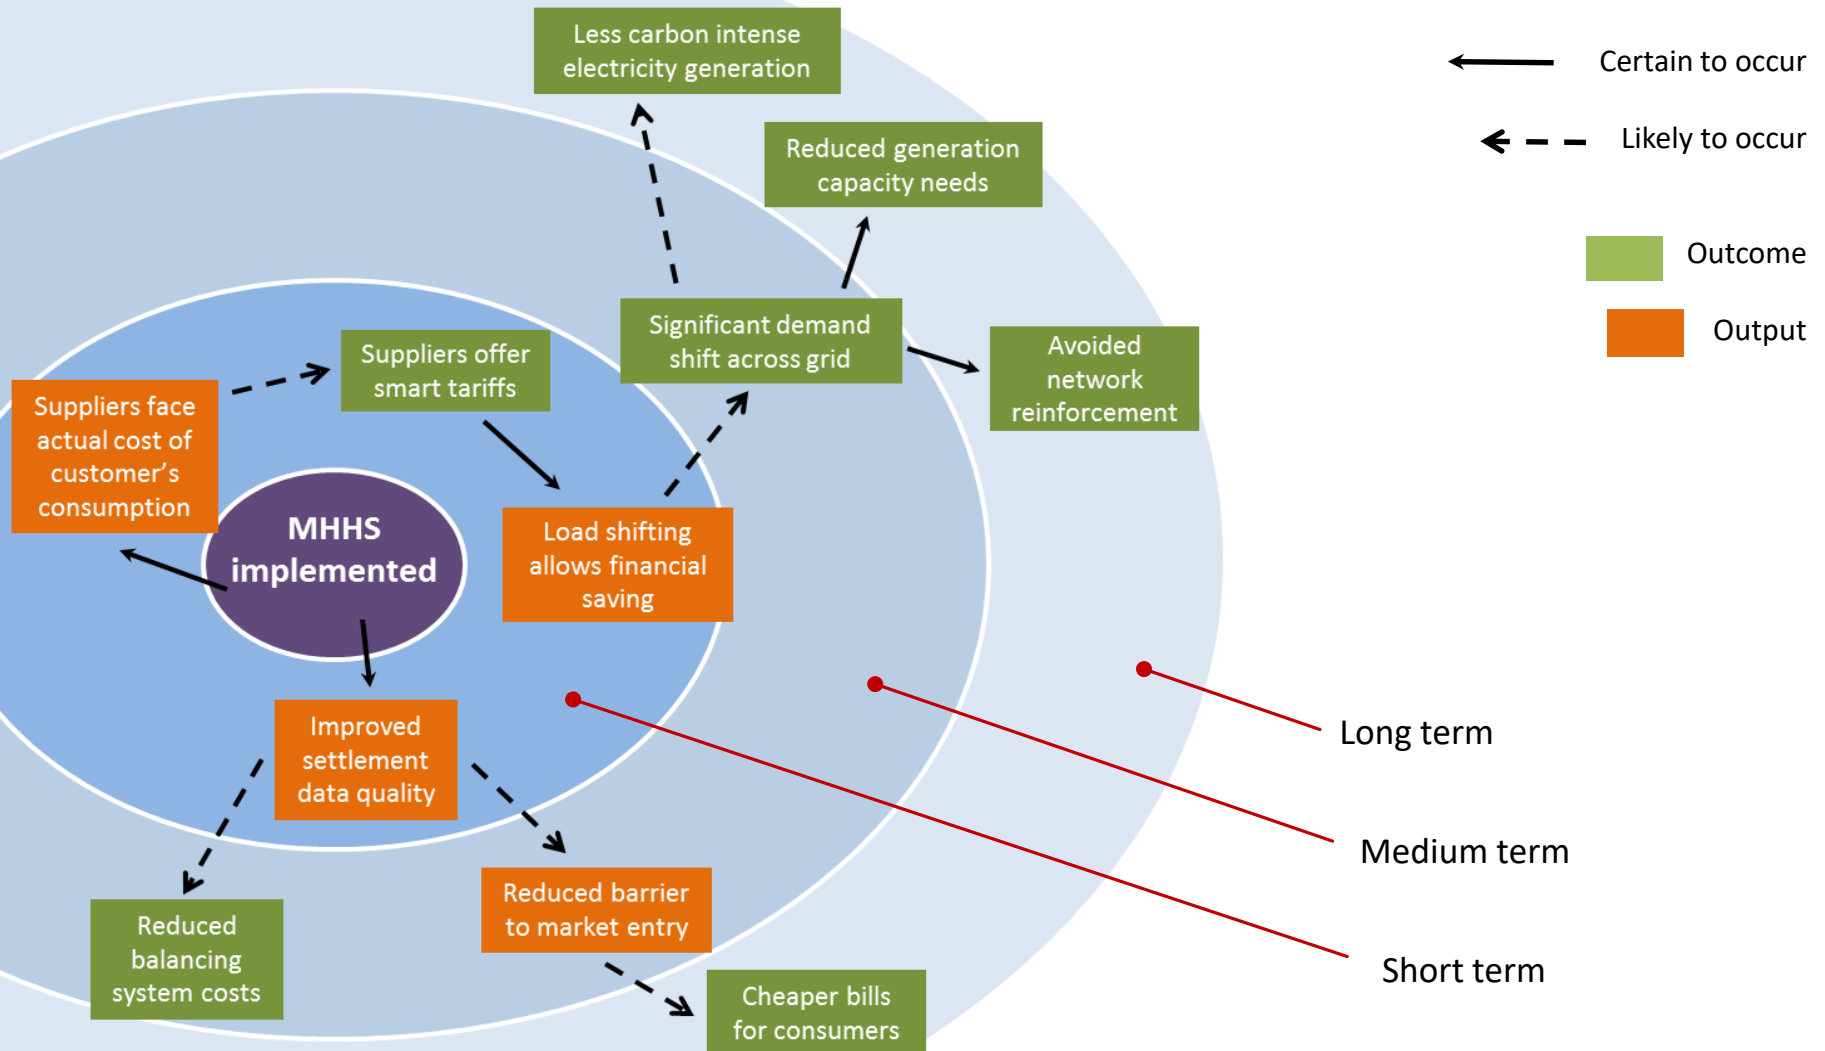 Less carbon intense
electricity generation
Reduced generation
capacity needs
Significant demand
shift across grid
Avoided
network
reinforcement
Suppliers offer
smart tariffs
Suppliers face
actual cost of
customer’s
consumption
MHHS
implemented
Load shifting
allows financial
saving
Improved
settlement
data quality
Reduced
balancing
system costs
Reduced barrier
to market entry
Cheaper bills
for consumers
Certain to occur
Likely to occur
Outcome
Output
Long term
Medium term
Short term